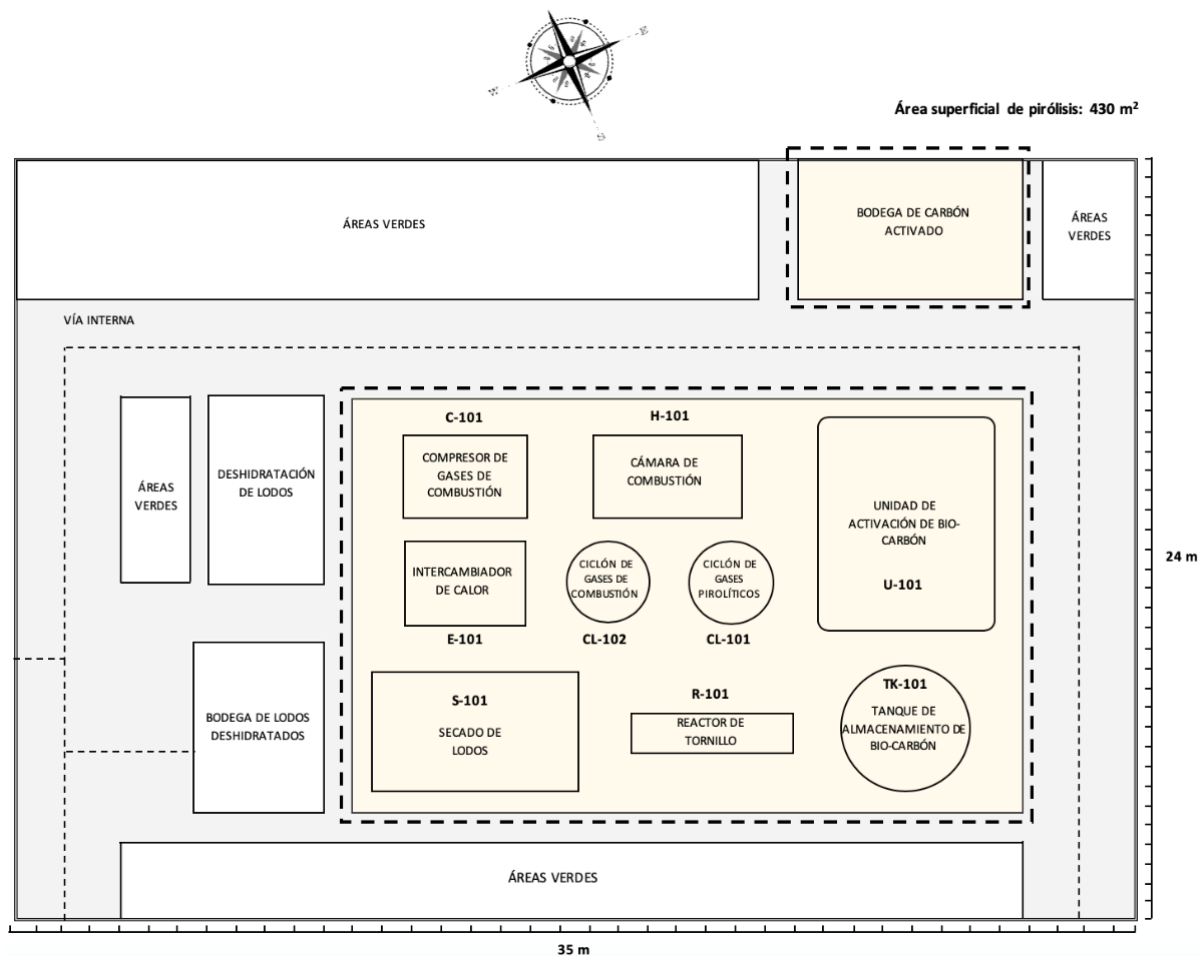 E
W
S
Área superficial de pirólisis: 430 m²
ÁREAS VERDES
BODEGA DE CARBÓN
ACTIVADO
ÁREAS
VERDES
VÍA INTERNA
C-101
COMPRESOR DE
GASES DE
COMBUSTIÓN
H-101
CÁMARA DE
COMBUSTIÓN
UNIDAD DE
ACTIVACIÓN DE BIO-
CARBÓN
U-101
ÁREAS
VERDES
DESHIDRATACIÓN
DE LODOS
INTERCAMBIADOR
DE CALOR
E-101
CICLÓN DE
GASES DE
COMBUSTIÓN
CL-102
CICLÓN DE
GASES
PIROLÍTICOS
CL-101
24 m
BODEGA DE LODOS
DESHIDRATADOS
S-101
SECADO DE
LODOS
R-101
REACTOR DE
TORNILLO
TK-101
TANQUE DE
ALMACENAMIENTO DE
BIO-CARBÓN
ÁREAS VERDES
35 m